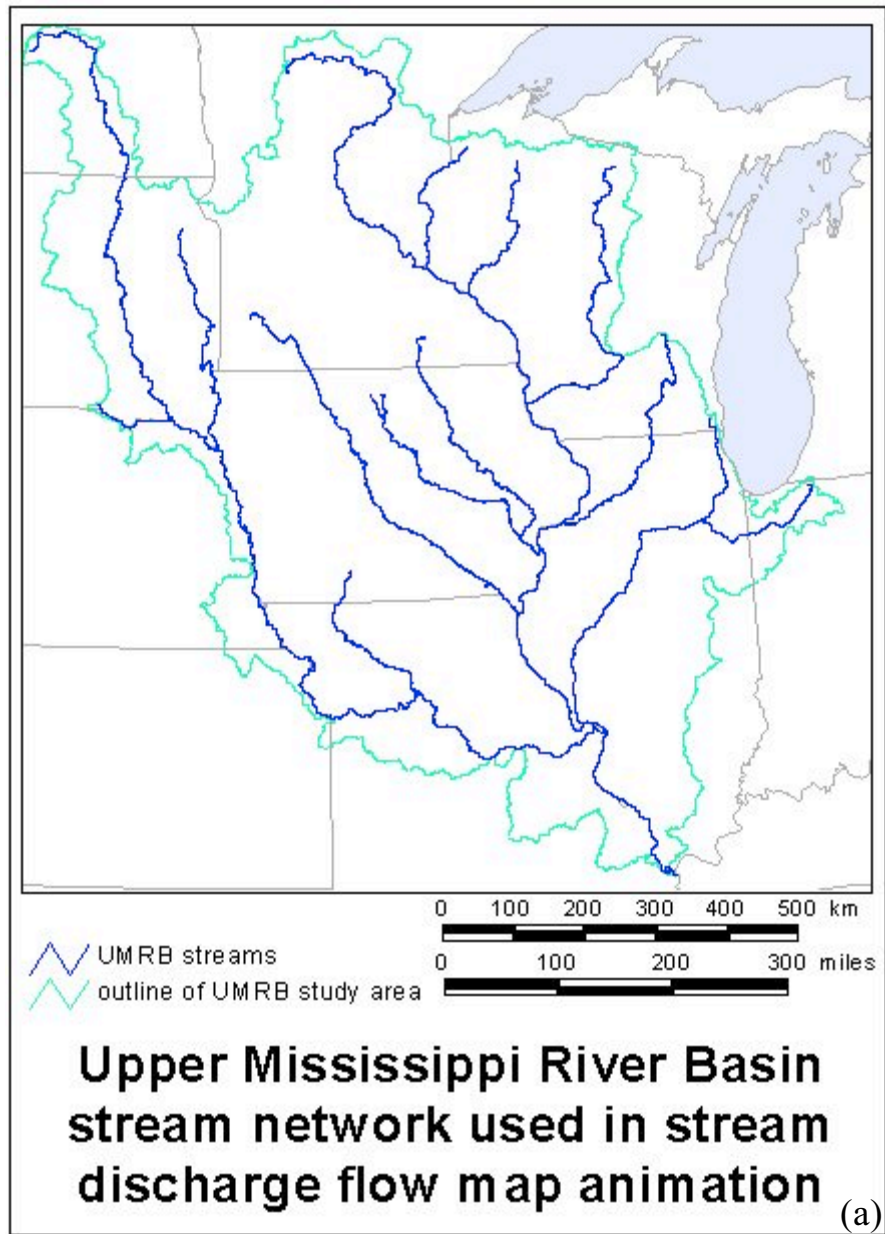 0 100 200 300 400 500 km
UMRB streams
0 100 200 300 miles
outline of UMRB study area
Upper Mississippi River Basin
stream network used in stream
discharge flow map animation
(a)